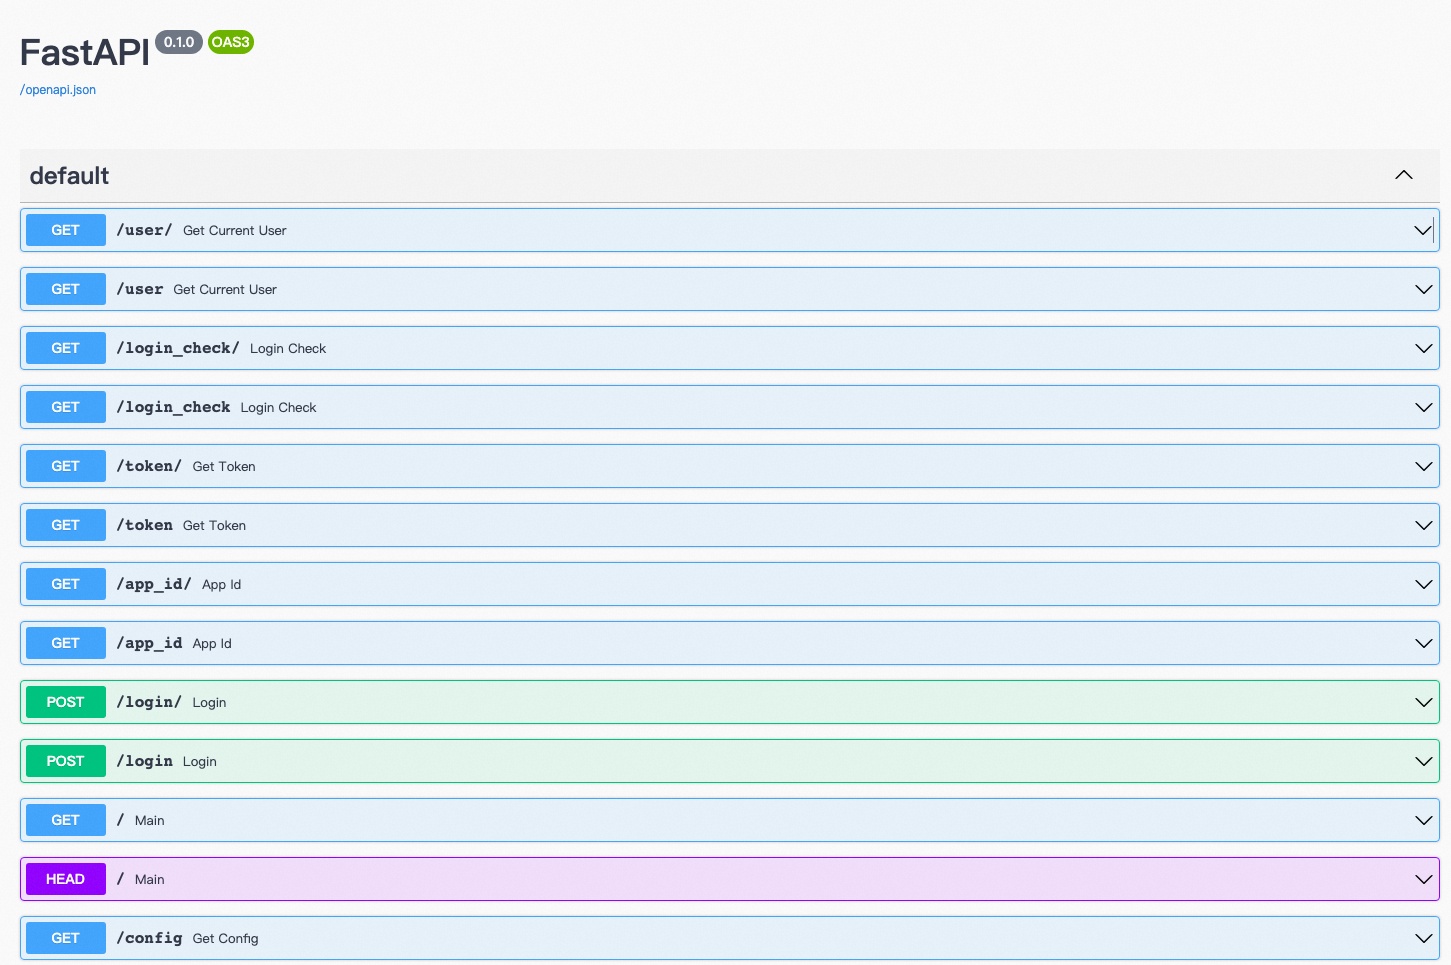 FastAPI 0.1.0 OAS3
/openapi.json
default
GET /user/ Get Current User
GET /user Get Current User
GET /login_check/ Login Check
GET /login_check Login Check
GET /token/ Get Token
GET /token Get Token
GET /app_id/ App Id
GET /app_id App Id
POST /login/ Login
POST /login Login
GET / Main
HEAD / Main
GET /config Get Config